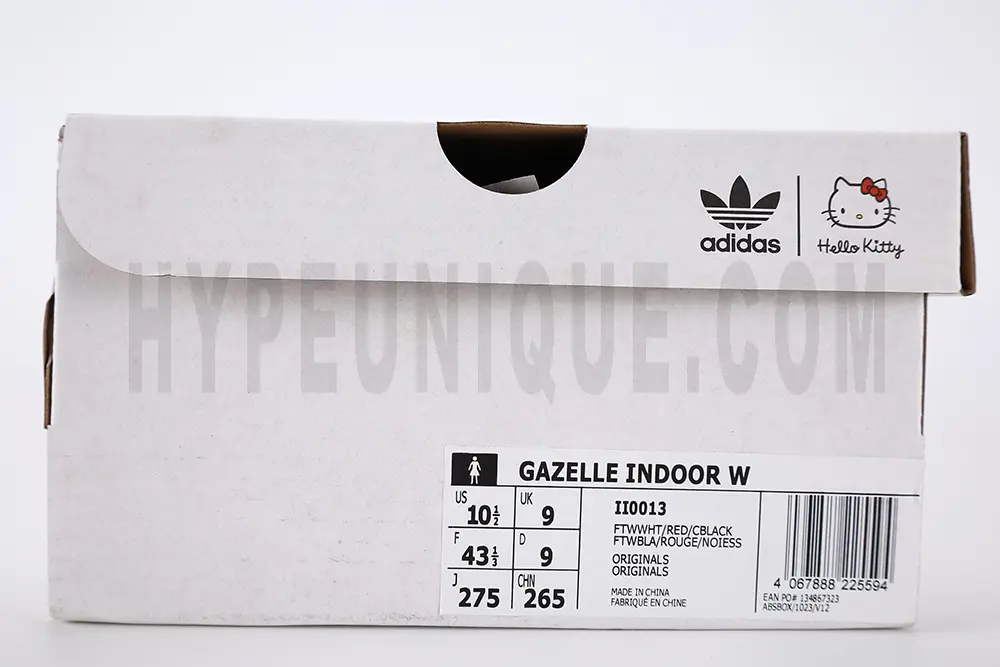 adidas
Hello Kitty
HYPEUNIQUE.COM
GAZELLE INDOOR W
US 10½ UK 9
F 43⅓ D 9
J 275 CHN 265
II0013
FTWWHT/RED/CBLACK
FTWBLA/ROUGE/NOIESS
ORIGINALS
ORIGINALS
MADE IN CHINA
FABRIQUÉ EN CHINE
4 067888 225594
EAN PO# 134867323
ABSBOX/1023/V12